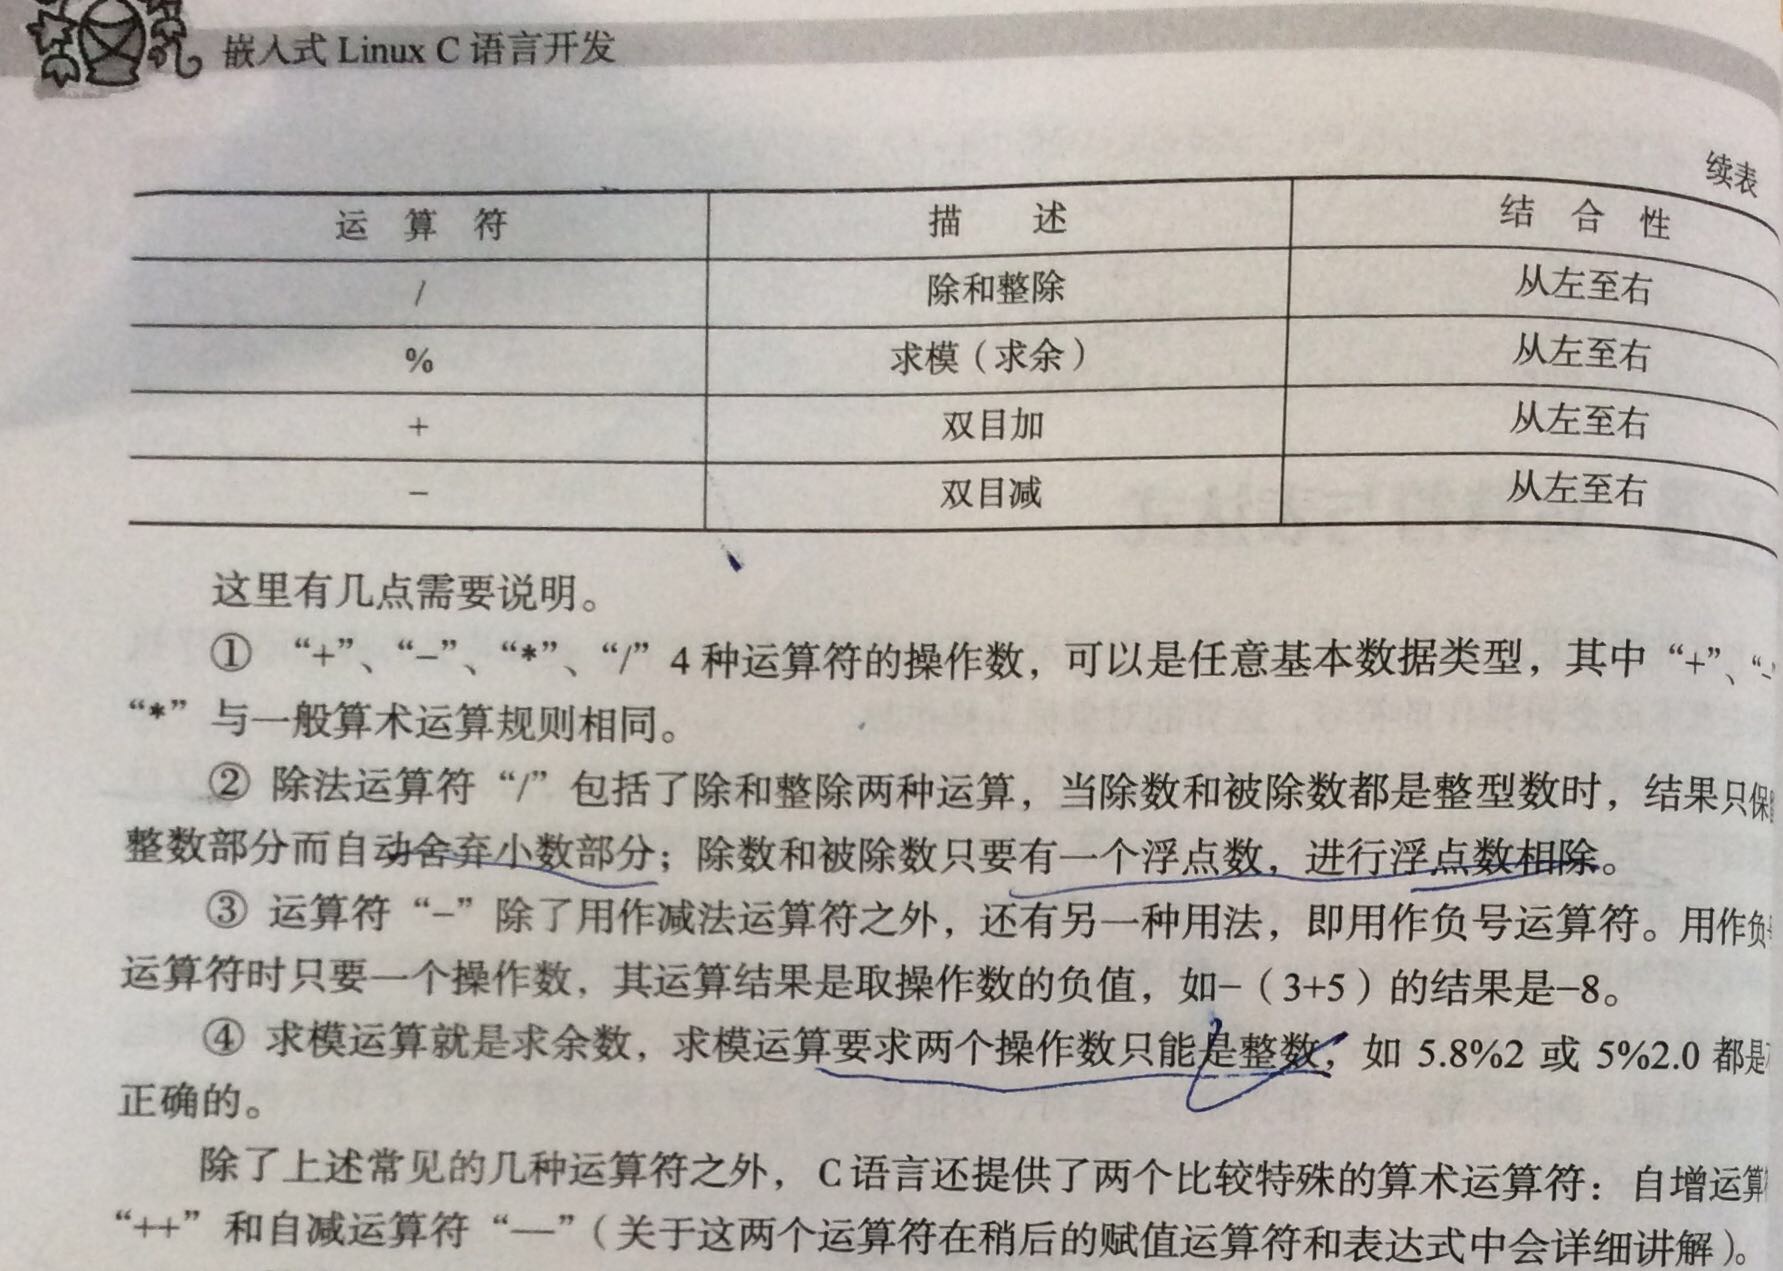 嵌入式 Linux C 语言开发
续表
运 算 符 描 述 结 合 性
/ 除和整除 从左至右
% 求模（求余） 从左至右
+ 双目加 从左至右
− 双目减 从左至右
这里有几点需要说明。
① “+”、“−”、“*”、“/” 4 种运算符的操作数，可以是任意基本数据类型，其中 “+”、“-
“*” 与一般算术运算规则相同。
② 除法运算符 “/” 包括了除和整除两种运算，当除数和被除数都是整型数时，结果只保
整数部分而自动舍弃小数部分；除数和被除数只要有一个浮点数，进行浮点数相除。
③ 运算符 “−” 除了用作减法运算符之外，还有另一种用法，即用作负号运算符。用作负
运算符时只要一个操作数，其运算结果是取操作数的负值，如−（3+5）的结果是−8。
④ 求模运算就是求余数，求模运算要求两个操作数只能是整数，如 5.8%2 或 5%2.0 都是
正确的。
除了上述常见的几种运算符之外，C 语言还提供了两个比较特殊的算术运算符：自增运算
“++” 和自减运算符 “—”（关于这两个运算符在稍后的赋值运算符和表达式中会详细讲解）。